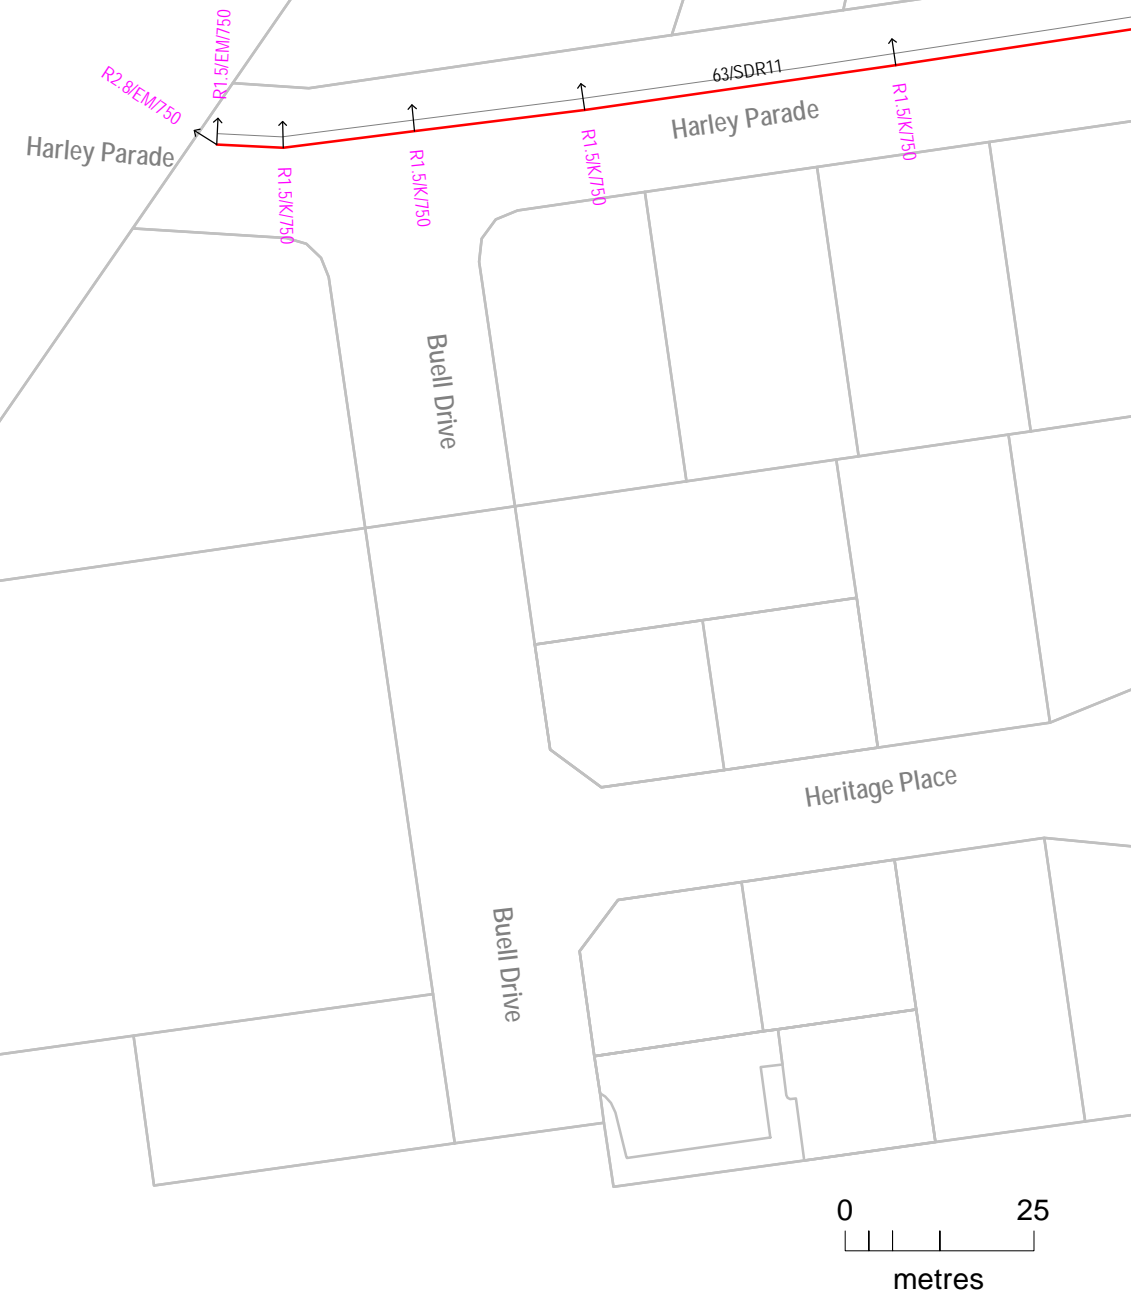 R1.5/EM/750
R2.8/EM/750
63/SDR11
Harley Parade
Harley Parade
R1.5/K/750
R1.5/K/750
R1.5/K/750
R1.5/K/750
Buell Drive
Heritage Place
Buell Drive
0 25
metres